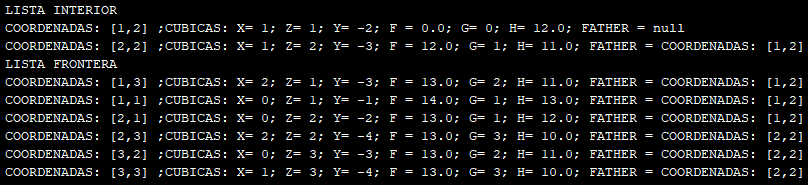 LISTA INTERIOR
COORDENADAS: [1,2] ;CUBICAS: X= 1; Z= 1; Y= -2; F = 0.0; G= 0; H= 12.0; FATHER = null
COORDENADAS: [2,2] ;CUBICAS: X= 1; Z= 2; Y= -3; F = 12.0; G= 1; H= 11.0; FATHER = COORDENADAS: [1,2]
LISTA FRONTERA
COORDENADAS: [1,3] ;CUBICAS: X= 2; Z= 1; Y= -3; F = 13.0; G= 2; H= 11.0; FATHER = COORDENADAS: [1,2]
COORDENADAS: [1,1] ;CUBICAS: X= 0; Z= 1; Y= -1; F = 14.0; G= 1; H= 13.0; FATHER = COORDENADAS: [1,2]
COORDENADAS: [2,1] ;CUBICAS: X= 0; Z= 2; Y= -2; F = 13.0; G= 1; H= 12.0; FATHER = COORDENADAS: [1,2]
COORDENADAS: [2,3] ;CUBICAS: X= 2; Z= 2; Y= -4; F = 13.0; G= 3; H= 10.0; FATHER = COORDENADAS: [2,2]
COORDENADAS: [3,2] ;CUBICAS: X= 0; Z= 3; Y= -3; F = 13.0; G= 2; H= 11.0; FATHER = COORDENADAS: [2,2]
COORDENADAS: [3,3] ;CUBICAS: X= 1; Z= 3; Y= -4; F = 13.0; G= 3; H= 10.0; FATHER = COORDENADAS: [2,2]